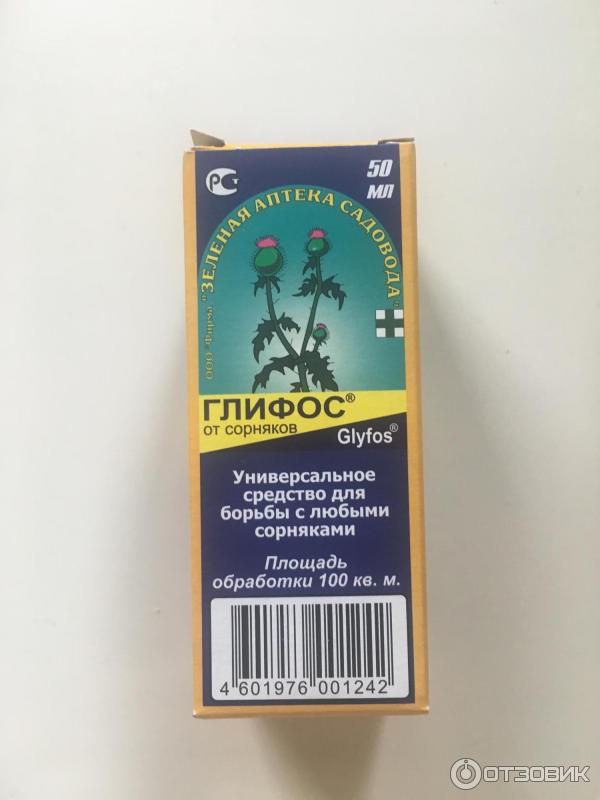 РСТ
50
МЛ
ООО "Фирма "ЗЕЛЕНАЯ АПТЕКА САДОВОДА"
ГЛИФОС®
от сорняков
Glyfos®
Универсальное
средство для
борьбы с любыми
сорняками
Площадь
обработки 100 кв. м.
4 601976 001242
ОТЗОВИК